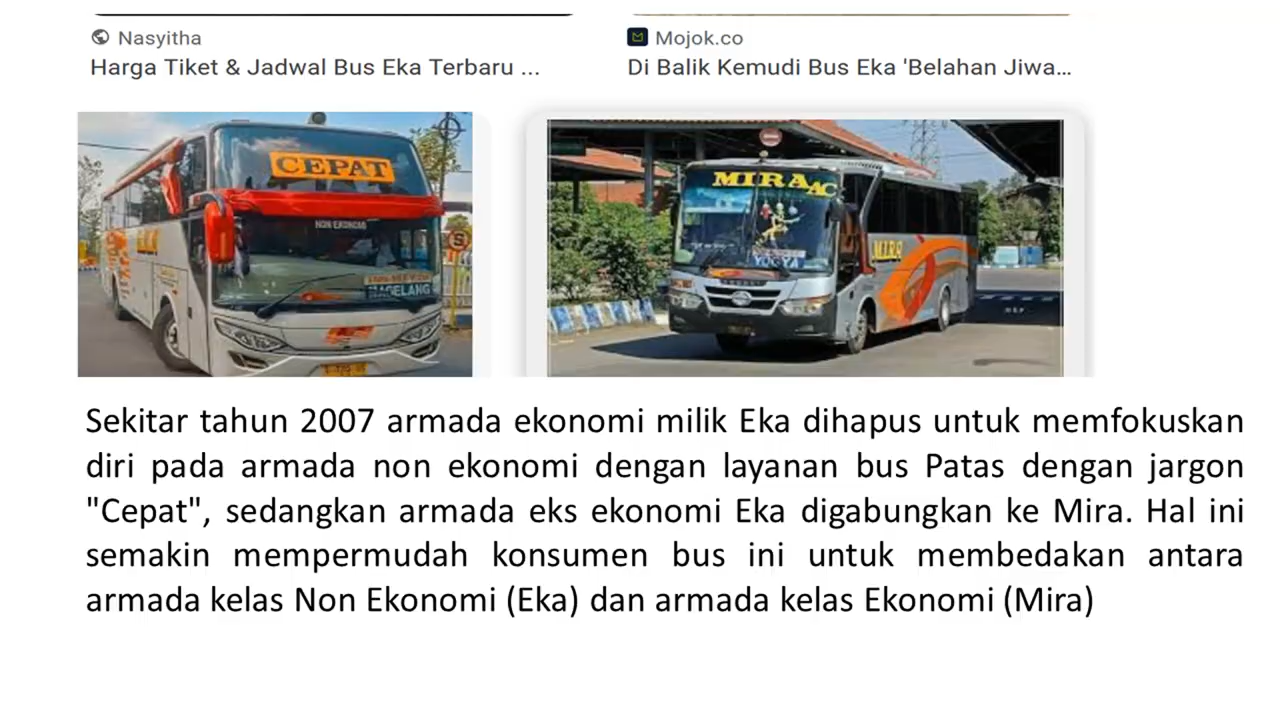 Nasyitha
Mojok.co
Harga Tiket & Jadwal Bus Eka Terbaru ...
Di Balik Kemudi Bus Eka 'Belahan Jiwa...
CEPAT
NON EKONOMI
MAGELANG
EKA
S
MIRA AC
MIRA
YOGYA
Sekitar tahun 2007 armada ekonomi milik Eka dihapus untuk memfokuskan
diri pada armada non ekonomi dengan layanan bus Patas dengan jargon
"Cepat", sedangkan armada eks ekonomi Eka digabungkan ke Mira. Hal ini
semakin mempermudah konsumen bus ini untuk membedakan antara
armada kelas Non Ekonomi (Eka) dan armada kelas Ekonomi (Mira)